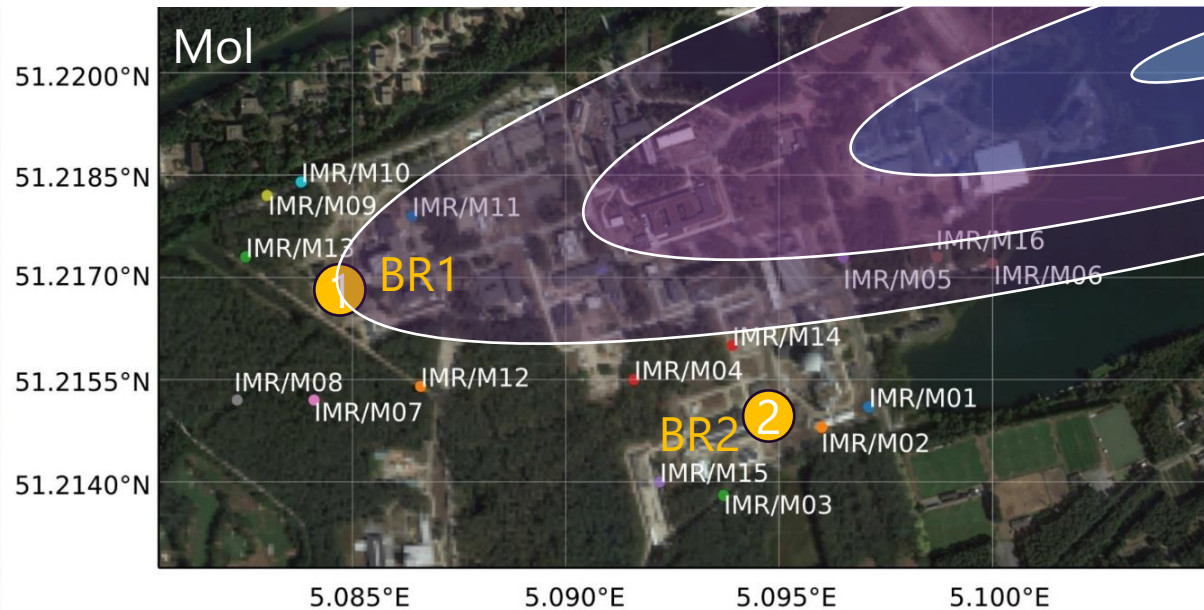 Mol
51.2200°N
51.2185°N
51.2170°N
51.2155°N
51.2140°N
IMR/M10
IMR/M09
IMR/M11
IMR/M13
1
BR1
IMR/M16
IMR/M05
IMR/M06
IMR/M14
IMR/M04
IMR/M08
IMR/M12
IMR/M07
IMR/M01
2
BR2
IMR/M02
IMR/M15
IMR/M03
5.085°E
5.090°E
5.095°E
5.100°E